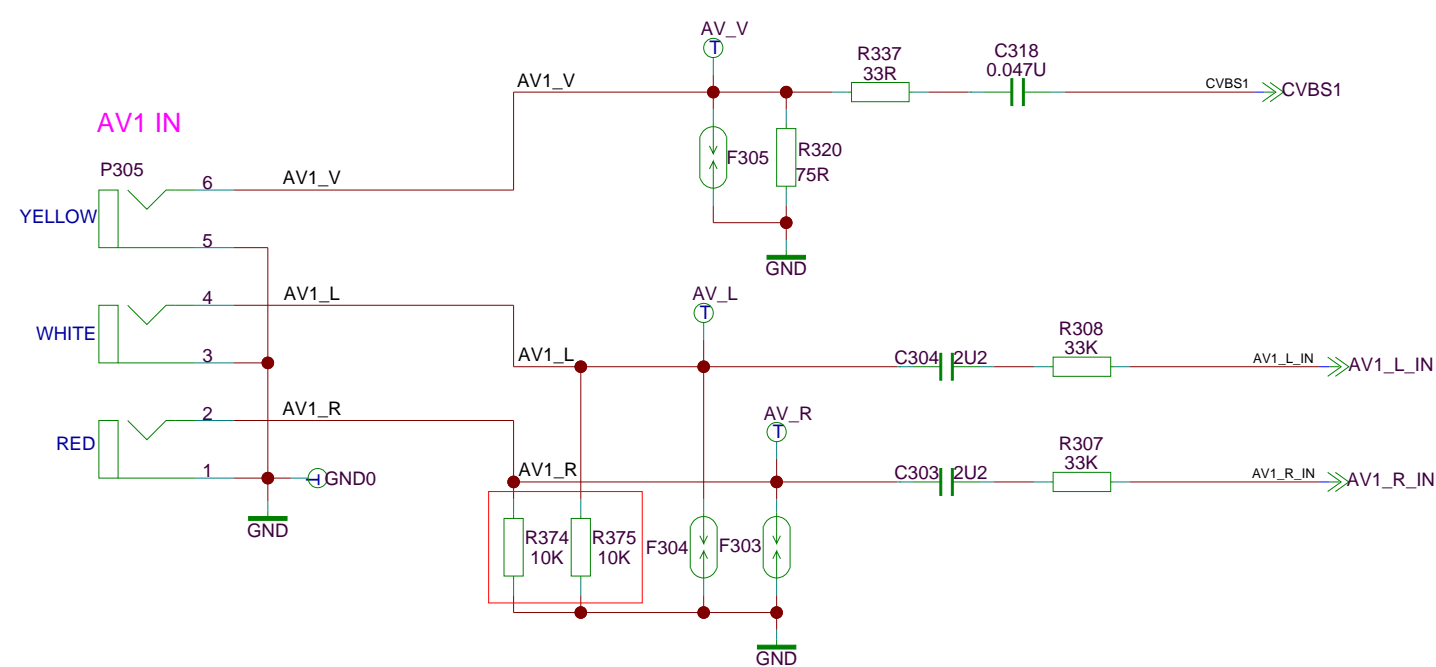 AV_V
T
R337
33R
C318
0.047U
AV1_V
CVBS1
CVBS1
AV1 IN
P305
F305
R320
75R
6
AV1_V
YELLOW
5
GND
4
AV1_L
AV_L
T
WHITE
3
AV1_L
C304
2U2
R308
33K
AV1_L_IN
AV1_L_IN
2
AV1_R
AV_R
T
RED
1
T
GND0
AV1_R
C303
2U2
R307
33K
AV1_R_IN
AV1_R_IN
GND
R374
10K
R375
10K
F304
F303
GND